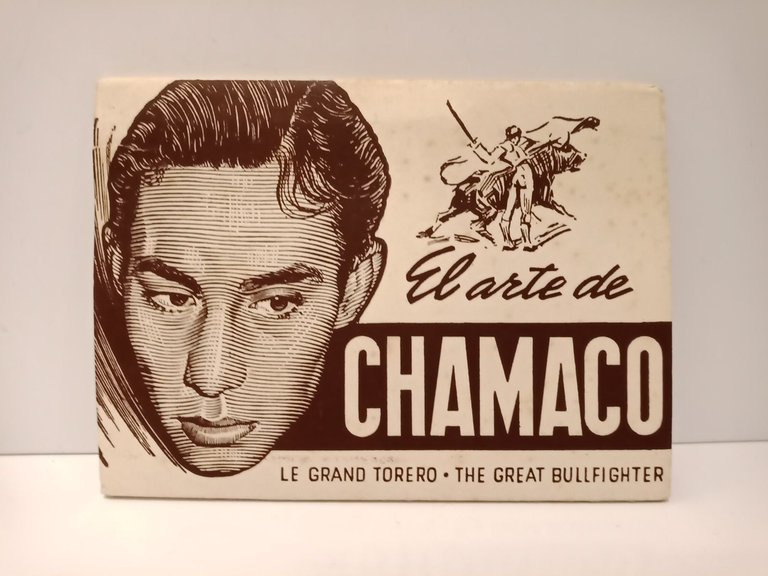 El arte de
CHAMACO
LE GRAND TORERO • THE GREAT BULLFIGHTER